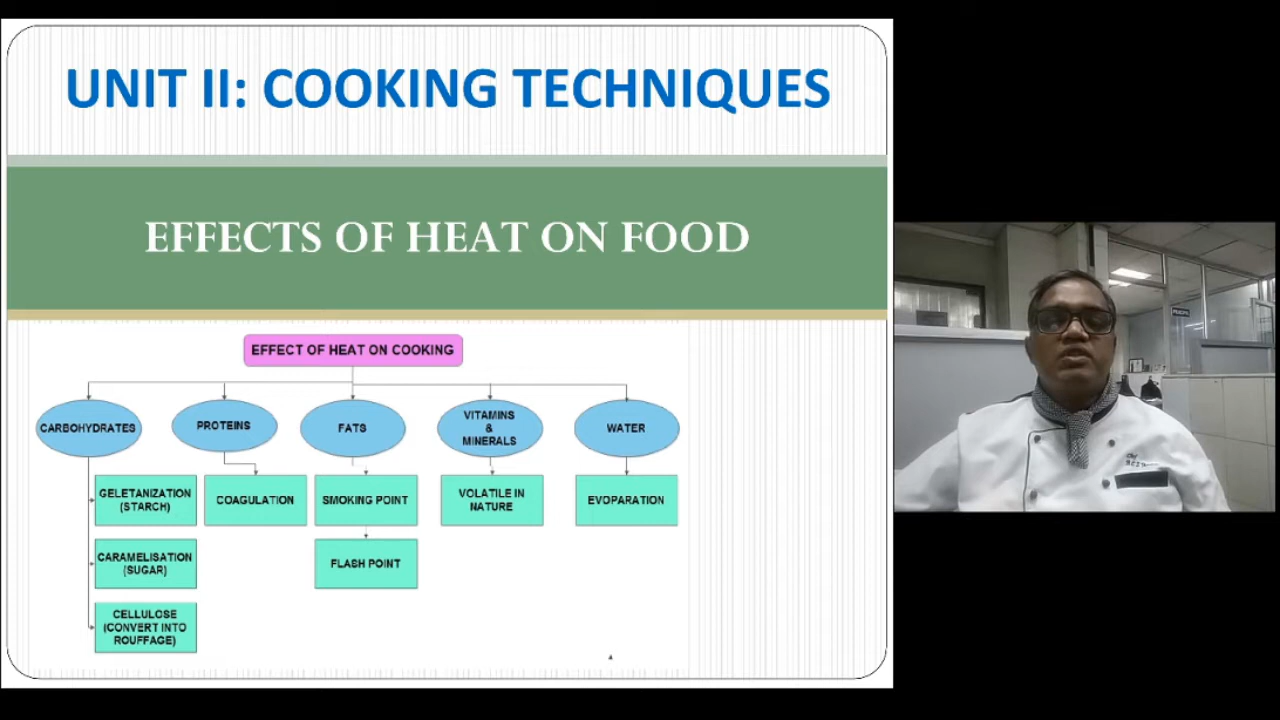 UNIT II: COOKING TECHNIQUES
EFFECTS OF HEAT ON FOOD
EFFECT OF HEAT ON COOKING
CARBOHYDRATES
PROTEINS
FATS
VITAMINS
&
MINERALS
WATER
GELETANIZATION
(STARCH)
COAGULATION
SMOKING POINT
VOLATILE IN
NATURE
EVOPARATION
CARAMELISATION
(SUGAR)
FLASH POINT
CELLULOSE
(CONVERT INTO
ROUFFAGE)